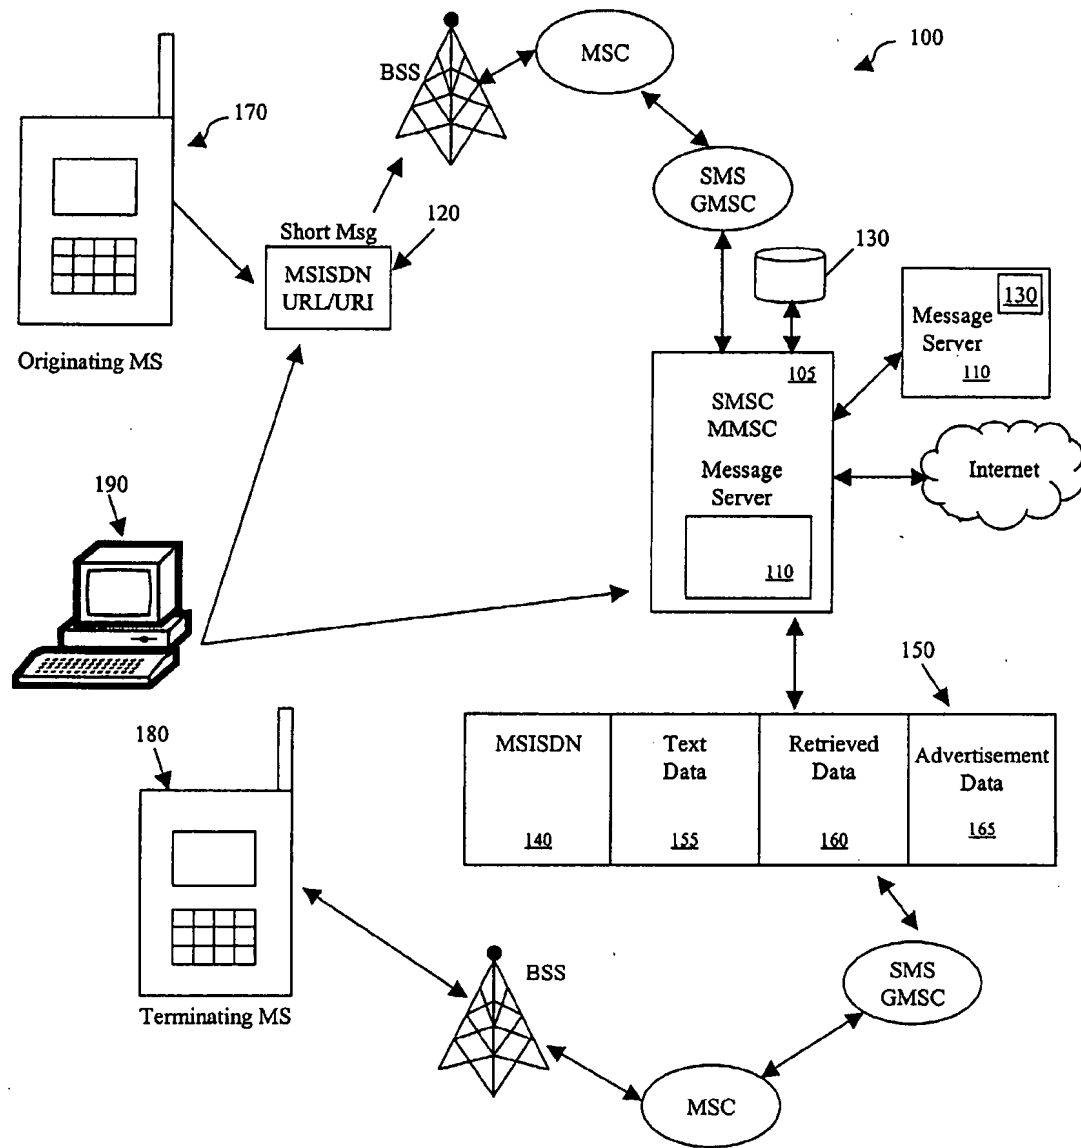 100
MSC
BSS
170
SMS
GMSC
120
Short Msg
MSISDN
URL/URI
130
130
Message
Server
110
Originating MS
105
SMSC
MMSC
Message
Server
110
Internet
190
150
180
MSISDN
140
Text
Data
155
Retrieved
Data
160
Advertisement
Data
165
Terminating MS
BSS
SMS
GMSC
MSC